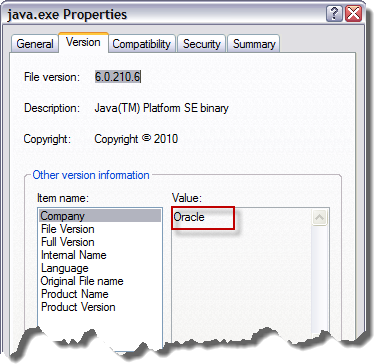 java.exe Properties
General Version Compatibility Security Summary
File version: 6.0.210.6
Description: Java(TM) Platform SE binary
Copyright: Copyright © 2010
Other version information
Item name: Value:
Company Oracle
File Version
Full Version
Internal Name
Language
Original File name
Product Name
Product Version